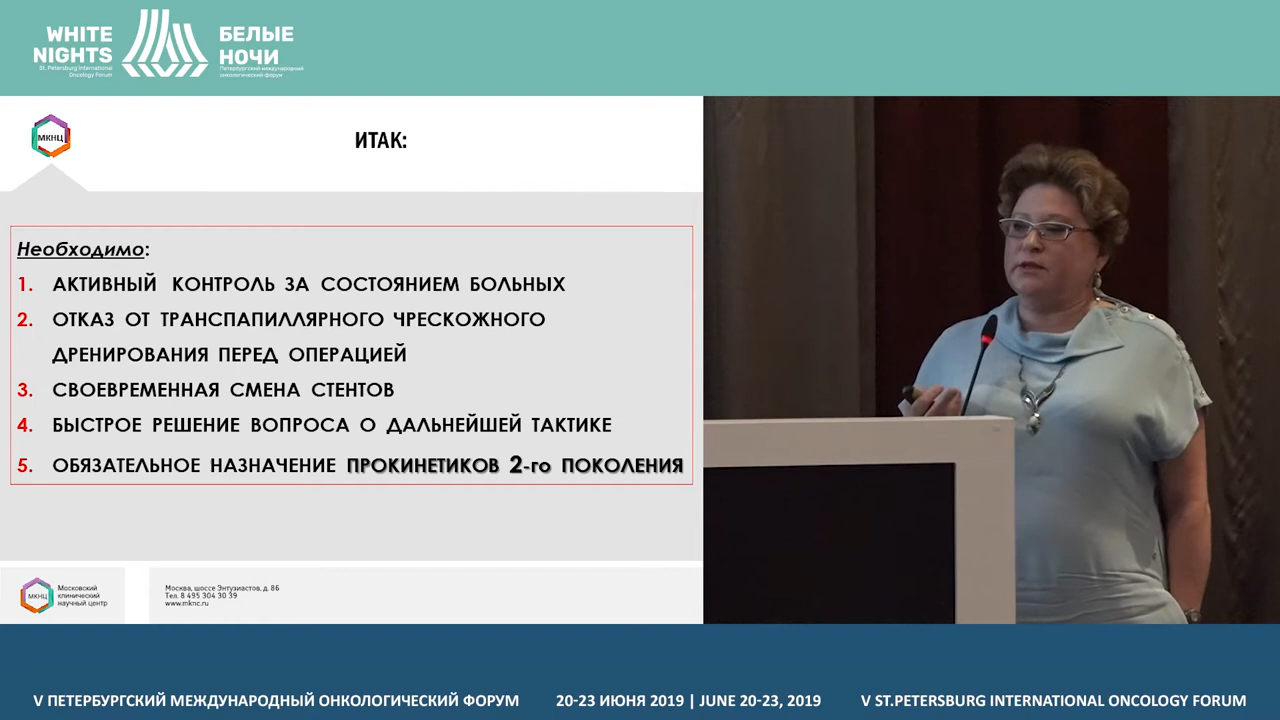 WHITE
NIGHTS
St. Petersburg International
Oncology Forum
БЕЛЫЕ
НОЧИ
Петербургский международный
онкологический форум
МКНЦ
ИТАК:
Необходимо:
1. АКТИВНЫЙ КОНТРОЛЬ ЗА СОСТОЯНИЕМ БОЛЬНЫХ
2. ОТКАЗ ОТ ТРАНСПАПИЛЛЯРНОГО ЧРЕСКОЖНОГО
ДРЕНИРОВАНИЯ ПЕРЕД ОПЕРАЦИЕЙ
3. СВОЕВРЕМЕННАЯ СМЕНА СТЕНТОВ
4. БЫСТРОЕ РЕШЕНИЕ ВОПРОСА О ДАЛЬНЕЙШЕЙ ТАКТИКЕ
5. ОБЯЗАТЕЛЬНОЕ НАЗНАЧЕНИЕ ПРОКИНЕТИКОВ 2-го ПОКОЛЕНИЯ
МКНЦ
Московский
клинический
научный центр
Москва, шоссе Энтузиастов, д. 86
Тел. 8 495 304 30 39
www.mknc.ru
V ПЕТЕРБУРГСКИЙ МЕЖДУНАРОДНЫЙ ОНКОЛОГИЧЕСКИЙ ФОРУМ
20-23 ИЮНЯ 2019 | JUNE 20-23, 2019
V ST.PETERSBURG INTERNATIONAL ONCOLOGY FORUM